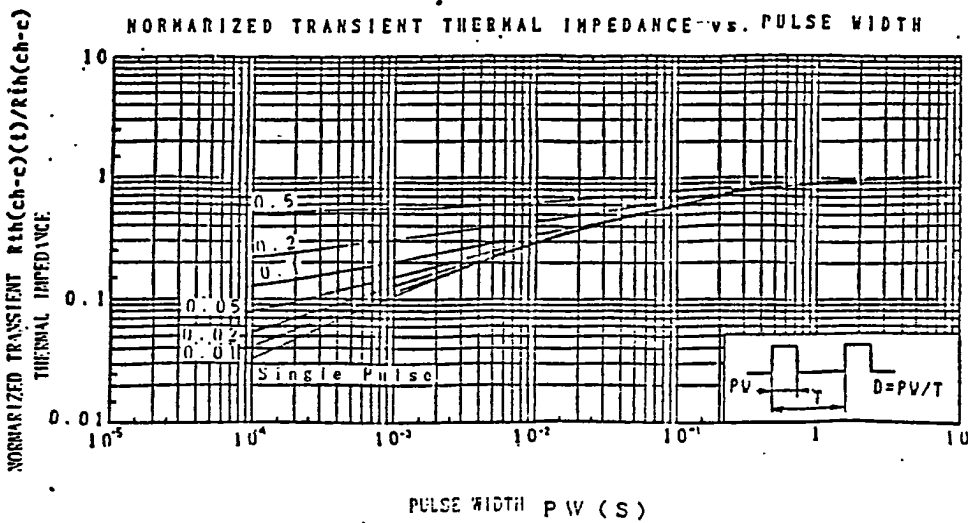 NORMARIZED TRANSIENT THERMAL IMPEDANCE vs. PULSE WIDTH
NORMARIZED TRANSIENT Rth(ch-c)(t)/Rth(ch-c)
THERMAL IMPEDANCE
10
1
0.5
0.2
0.1
0.1
0.05
0.02
0.01
Single Pulse
0.01
PW
T
D=PW/T
10⁻⁵
10⁻⁴
10⁻³
10⁻²
10⁻¹
1
10
PULSE WIDTH PW (S)